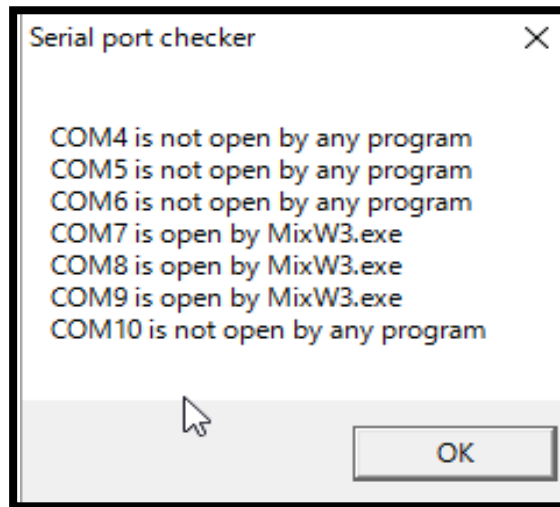 Serial port checker
COM4 is not open by any program
COM5 is not open by any program
COM6 is not open by any program
COM7 is open by MixW3.exe
COM8 is open by MixW3.exe
COM9 is open by MixW3.exe
COM10 is not open by any program
OK